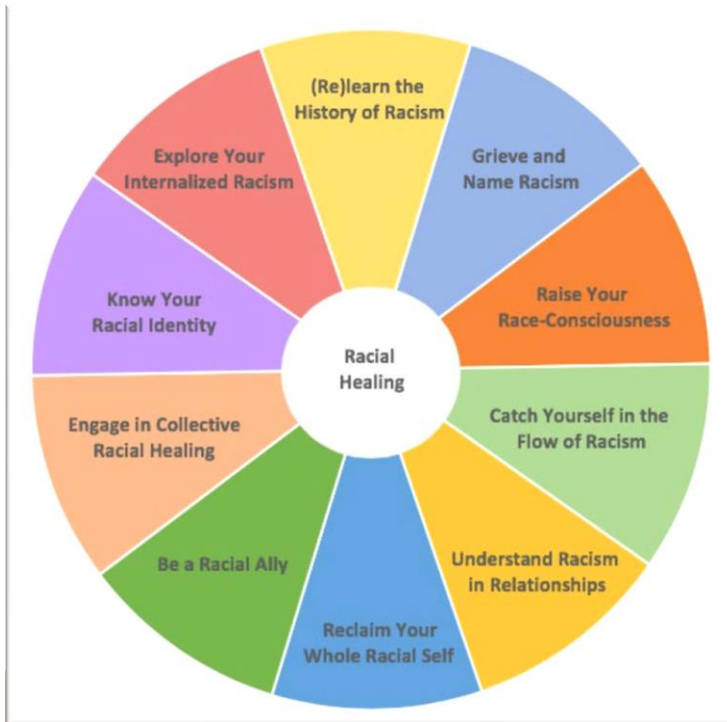 (Re)learn the
History of Racism
Grieve and
Name Racism
Raise Your
Race-Consciousness
Catch Yourself in the
Flow of Racism
Understand Racism
in Relationships
Reclaim Your
Whole Racial Self
Be a Racial Ally
Engage in Collective
Racial Healing
Know Your
Racial Identity
Explore Your
Internalized Racism
Racial
Healing